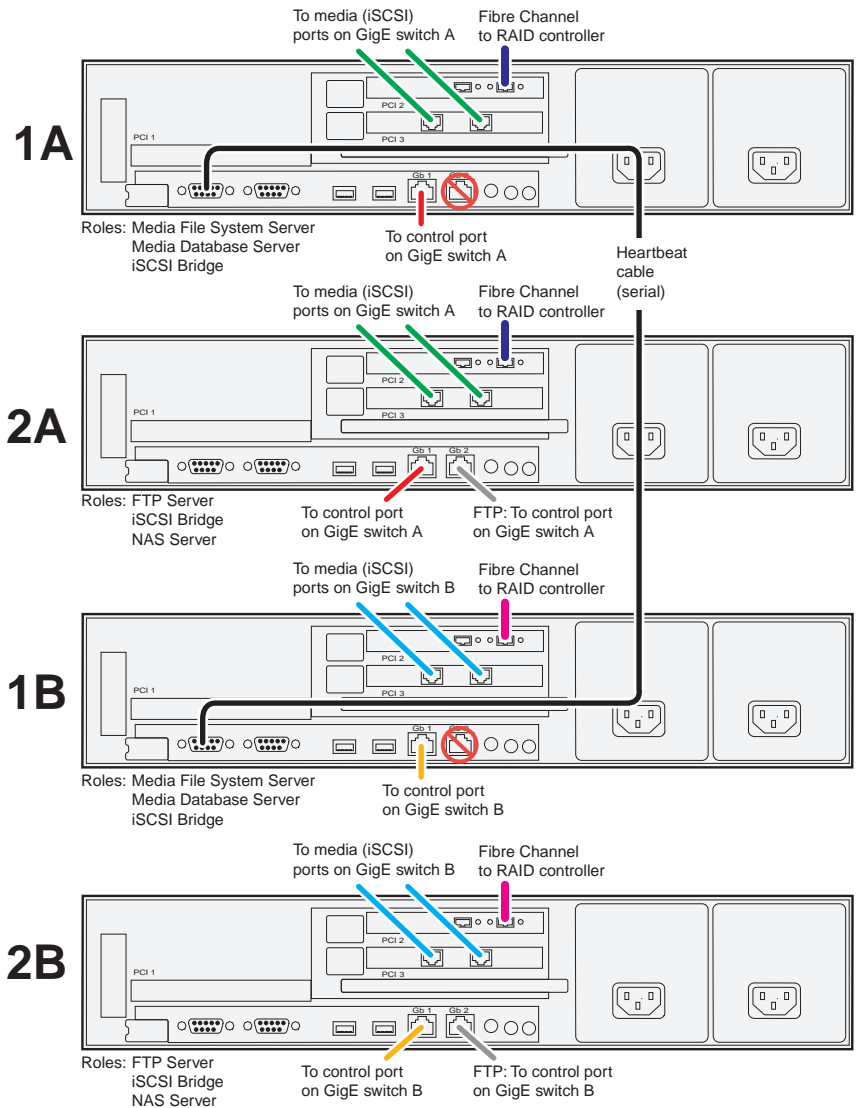 To media (iSCSI)
ports on GigE switch A
Fibre Channel
to RAID controller
1A
PCI 1
PCI 2
PCI 3
Gb 1
Gb 2
Roles: Media File System Server
Media Database Server
iSCSI Bridge
To control port
on GigE switch A
Heartbeat
cable
(serial)
To media (iSCSI)
ports on GigE switch A
Fibre Channel
to RAID controller
2A
PCI 1
PCI 2
PCI 3
Gb 1
Gb 2
Roles: FTP Server
iSCSI Bridge
NAS Server
To control port
on GigE switch A
FTP: To control port
on GigE switch A
To media (iSCSI)
ports on GigE switch B
Fibre Channel
to RAID controller
1B
PCI 1
PCI 2
PCI 3
Gb 1
Gb 2
Roles: Media File System Server
Media Database Server
iSCSI Bridge
To control port
on GigE switch B
To media (iSCSI)
ports on GigE switch B
Fibre Channel
to RAID controller
2B
PCI 1
PCI 2
PCI 3
Gb 1
Gb 2
Roles: FTP Server
iSCSI Bridge
NAS Server
To control port
on GigE switch B
FTP: To control port
on GigE switch B